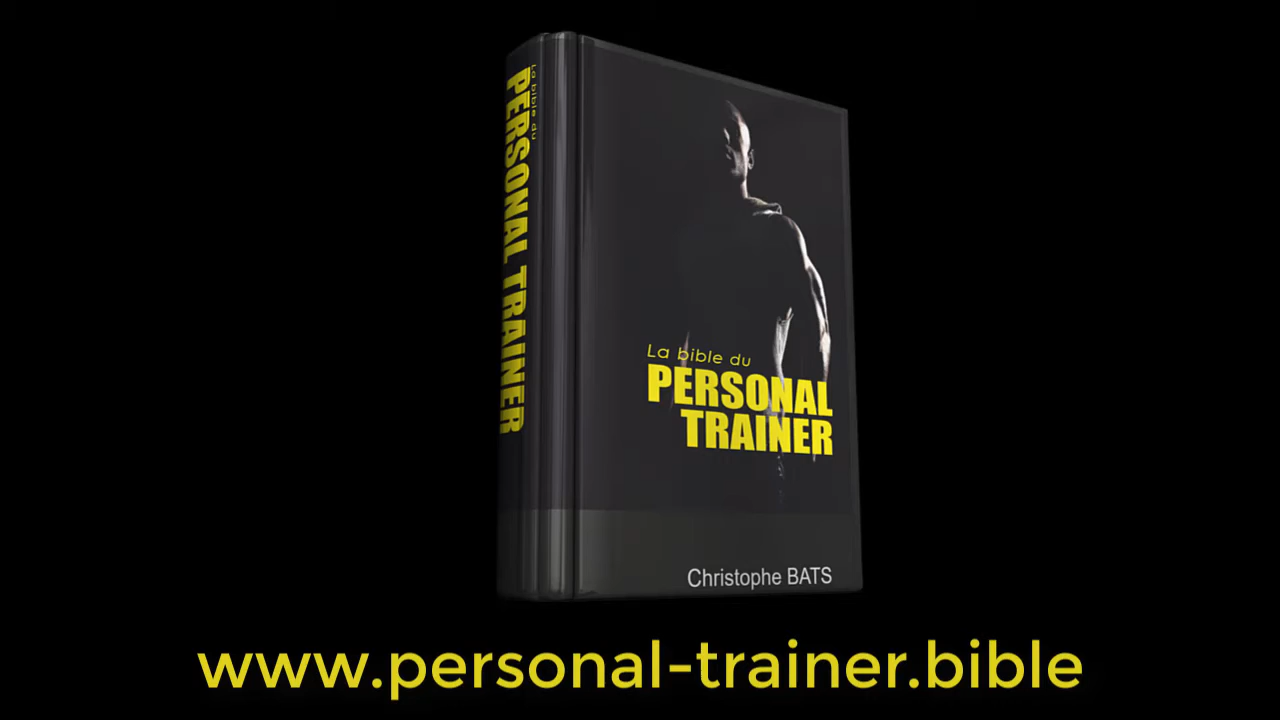 La bible du
PERSONAL TRAINER
La bible du
PERSONAL
TRAINER
Christophe BATS
www.personal-trainer.bible